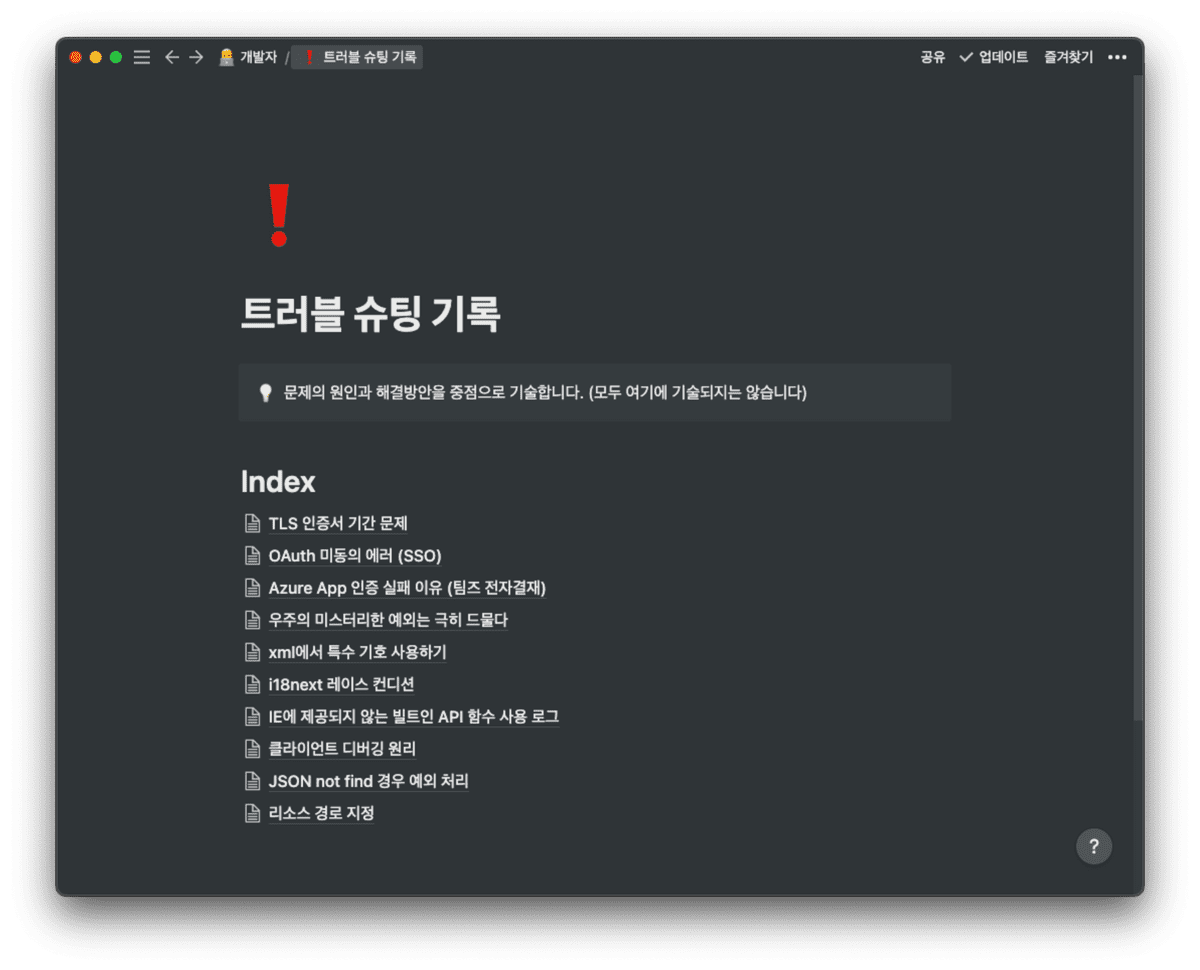 개발자 / ❗ 트러블 슈팅 기록
공유 업데이트 즐겨찾기
트러블 슈팅 기록
문제의 원인과 해결방안을 중점으로 기술합니다. (모두 여기에 기술되지는 않습니다)
Index
TLS 인증서 기간 문제
OAuth 미동의 에러 (SSO)
Azure App 인증 실패 이유 (팀즈 전자결재)
우주의 미스터리한 예외는 극히 드물다
xml에서 특수 기호 사용하기
i18next 레이스 컨디션
IE에 제공되지 않는 빌트인 API 함수 사용 로그
클라이언트 디버깅 원리
JSON not find 경우 예외 처리
리소스 경로 지정
?